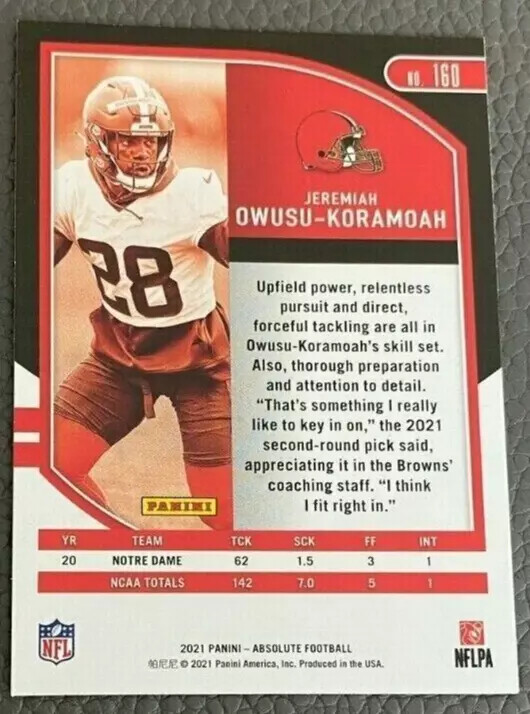 NO. 160
JEREMIAH
OWUSU-KORAMOAH
28
Upfield power, relentless
pursuit and direct,
forceful tackling are all in
Owusu-Koramoah's skill set.
Also, thorough preparation
and attention to detail.
“That's something I really
like to key in on,” the 2021
second-round pick said,
appreciating it in the Browns'
coaching staff. “I think
I fit right in.”
PANINI
YR TEAM TCK SCK FF INT
20 NOTRE DAME 62 1.5 3 1
NCAA TOTALS 142 7.0 5 1
NFL
2021 PANINI – ABSOLUTE FOOTBALL
帕尼尼 © 2021 Panini America, Inc. Produced in the USA.
NFLPA